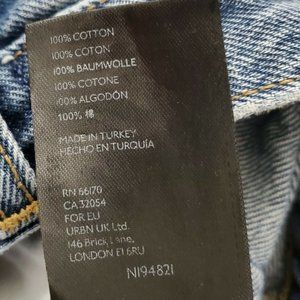 100% COTTON
100% COTON
100% BAUMWOLLE
100% COTONE
100% ALGODÓN
100% 棉
MADE IN TURKEY
HECHO EN TURQUÍA
RN 66170
CA 32054
FOR EU
URBN UK Ltd.
146 Brick Lane,
LONDON E1 6RU
N194821